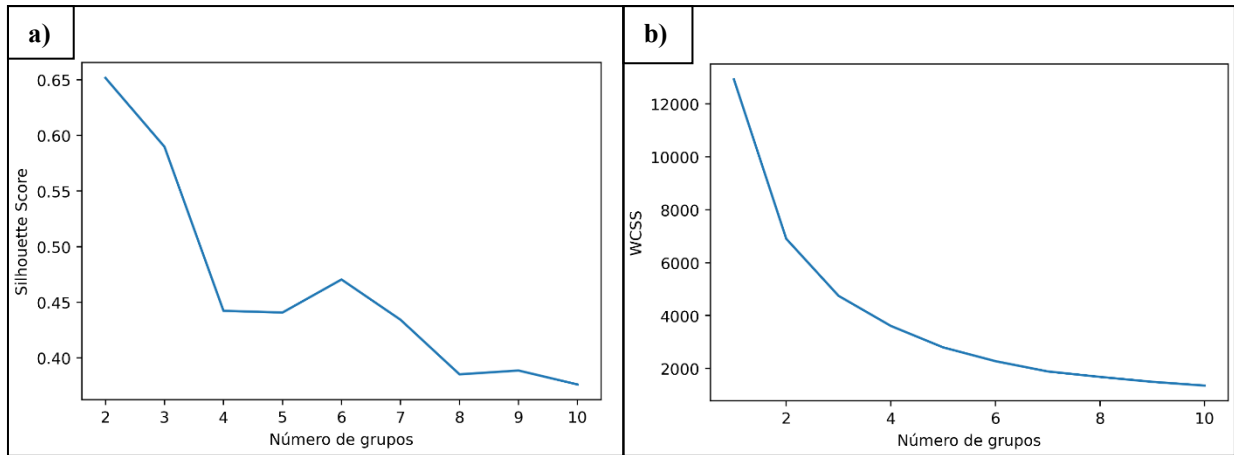 a)
Silhouette Score
0.65
0.60
0.55
0.50
0.45
0.40
2 3 4 5 6 7 8 9 10
Número de grupos
b)
WCSS
12000
10000
8000
6000
4000
2000
2 4 6 8 10
Número de grupos